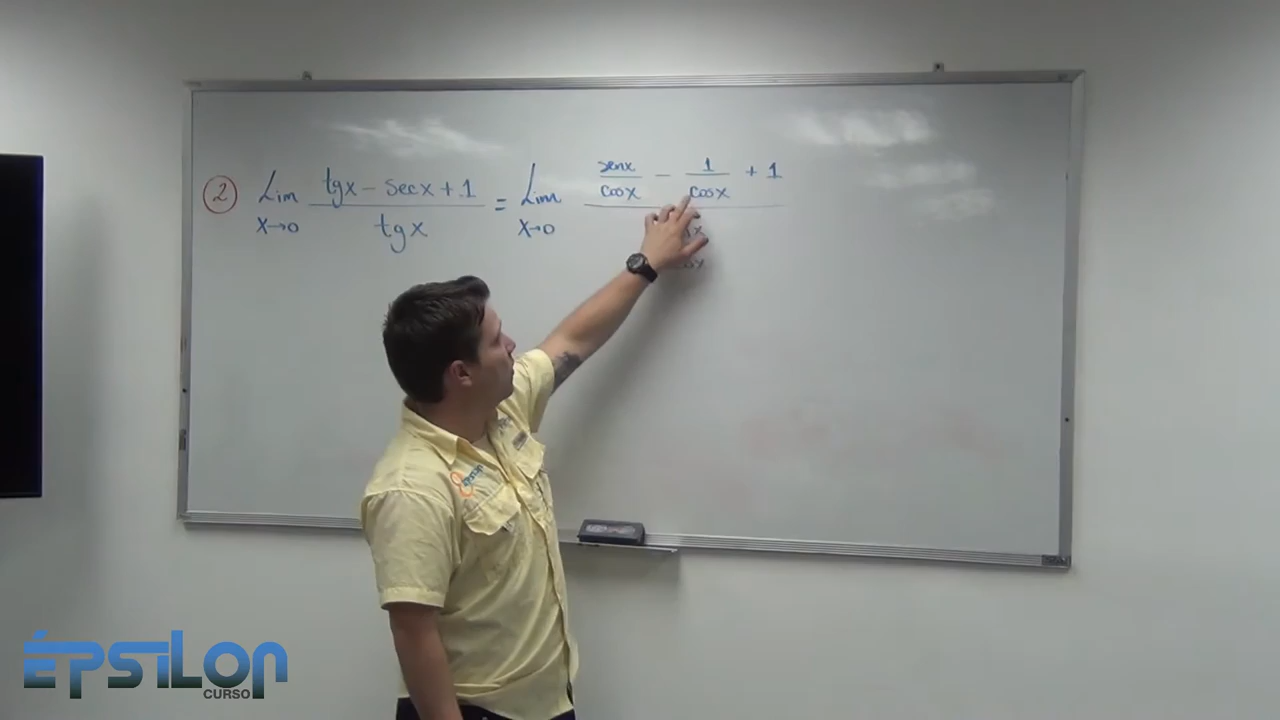 ② Lim x→0 (tgx - secx + 1)/(tgx) = Lim x→0 (senx/cosx - 1/cosx + 1)
ÉPSILON
CURSO